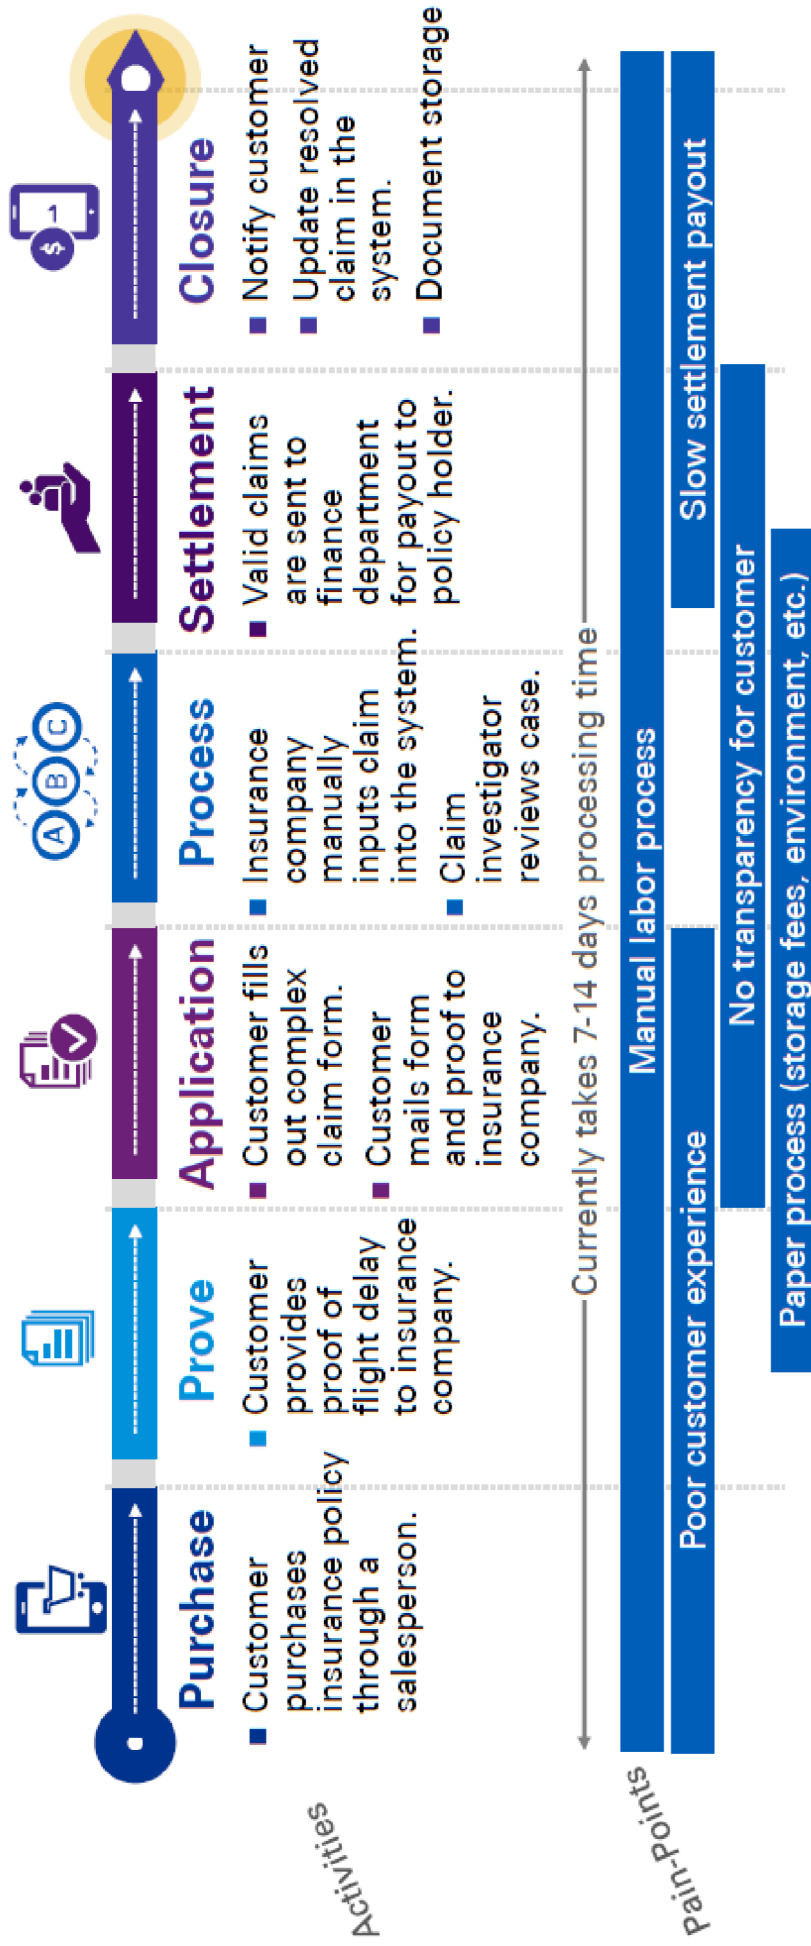 Purchase
Customer
purchases
insurance policy
through a
salesperson.
Prove
Customer
provides
proof of
flight delay
to insurance
company.
Application
Customer fills
out complex
claim form.
Customer
mails form
and proof to
insurance
company.
Process
Insurance
company
manually
inputs claim
into the system.
Claim
investigator
reviews case.
Settlement
Valid claims
are sent to
finance
department
for payout to
policy holder.
Closure
Notify customer
Update resolved
claim in the
system.
Document storage
A B C
$ 1
Activities
Currently takes 7-14 days processing time
Pain-Points
Manual labor process
Poor customer experience
Slow settlement payout
No transparency for customer
Paper process (storage fees, environment, etc.)